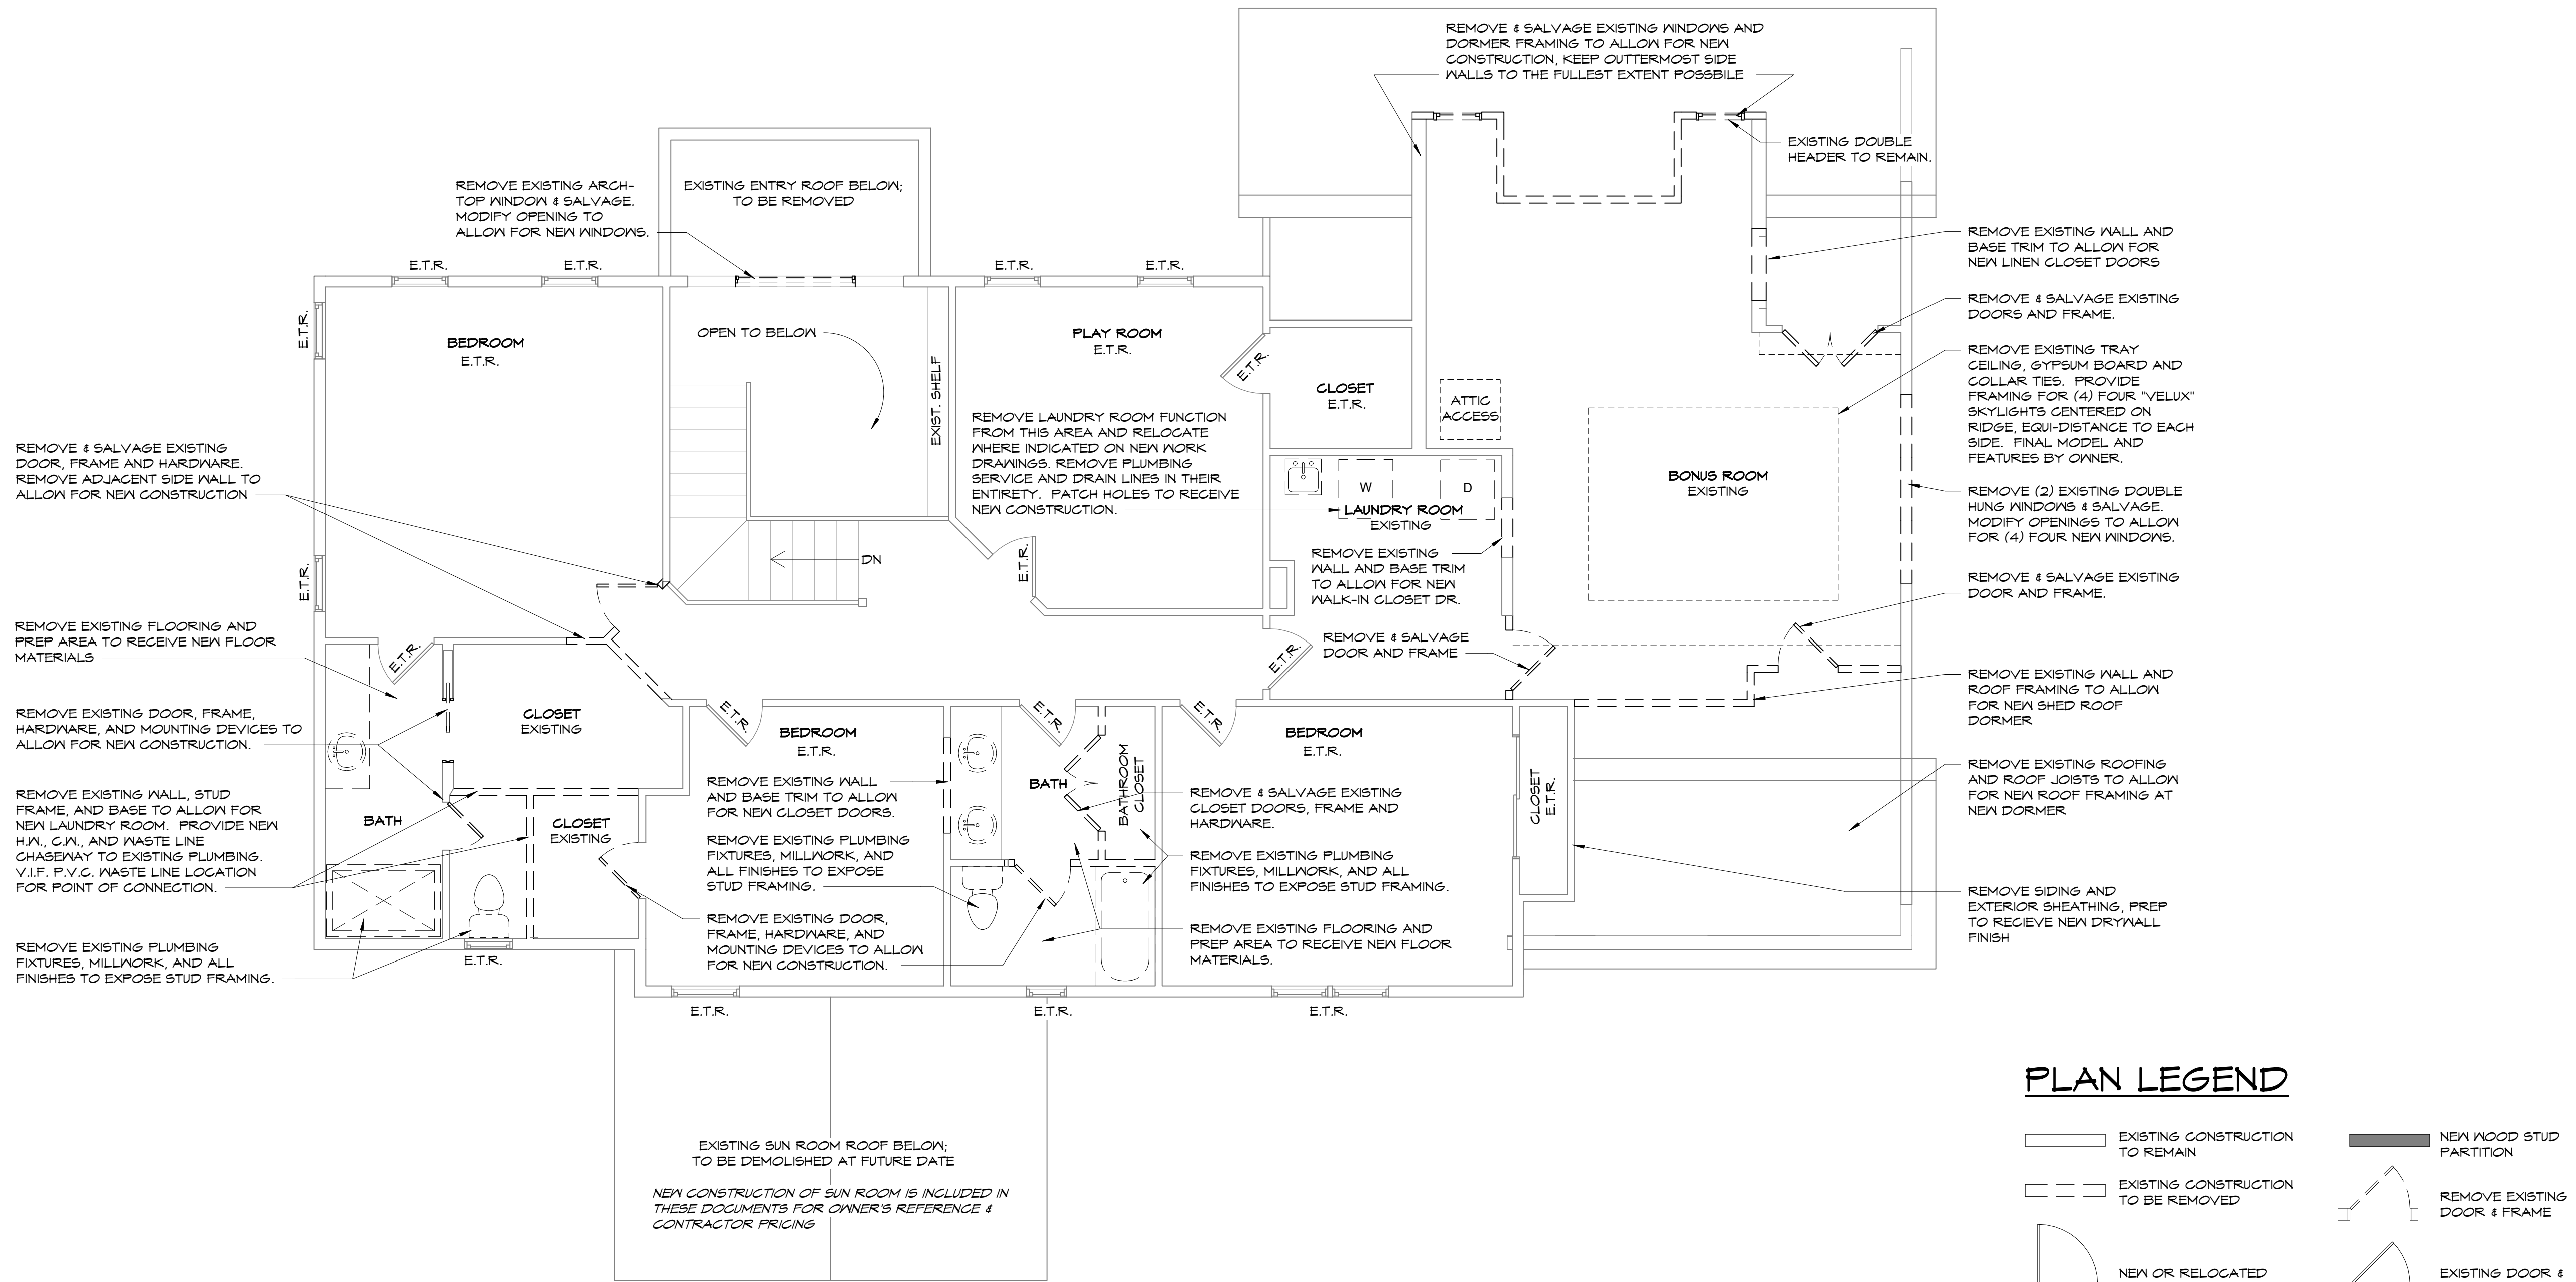 REMOVE & SALVAGE EXISTING WINDOWS AND
DORMER FRAMING TO ALLOW FOR NEW
CONSTRUCTION, KEEP OUTTERMOST SIDE
WALLS TO THE FULLEST EXTENT POSSBILE
EXISTING DOUBLE
HEADER TO REMAIN.
REMOVE EXISTING ARCH-
TOP WINDOW & SALVAGE.
MODIFY OPENING TO
ALLOW FOR NEW WINDOWS.
EXISTING ENTRY ROOF BELOW;
TO BE REMOVED
REMOVE EXISTING WALL AND
BASE TRIM TO ALLOW FOR
NEW LINEN CLOSET DOORS
E.T.R.
E.T.R.
E.T.R.
E.T.R.
E.T.R.
REMOVE & SALVAGE EXISTING
DOORS AND FRAME.
BEDROOM
E.T.R.
OPEN TO BELOW
EXIST. SHELF
PLAY ROOM
E.T.R.
E.T.R.
CLOSET
E.T.R.
ATTIC
ACCESS
REMOVE EXISTING TRAY
CEILING, GYPSUM BOARD AND
COLLAR TIES. PROVIDE
FRAMING FOR (4) FOUR "VELUX"
SKYLIGHTS CENTERED ON
RIDGE, EQUI-DISTANCE TO EACH
SIDE. FINAL MODEL AND
FEATURES BY OWNER.
REMOVE LAUNDRY ROOM FUNCTION
FROM THIS AREA AND RELOCATE
WHERE INDICATED ON NEW WORK
DRAWINGS. REMOVE PLUMBING
SERVICE AND DRAIN LINES IN THEIR
ENTIRETY. PATCH HOLES TO RECEIVE
NEW CONSTRUCTION.
REMOVE & SALVAGE EXISTING
DOOR, FRAME AND HARDWARE.
REMOVE ADJACENT SIDE WALL TO
ALLOW FOR NEW CONSTRUCTION
W
D
LAUNDRY ROOM
EXISTING
BONUS ROOM
EXISTING
REMOVE (2) EXISTING DOUBLE
HUNG WINDOWS & SALVAGE.
MODIFY OPENINGS TO ALLOW
FOR (4) FOUR NEW WINDOWS.
REMOVE EXISTING
WALL AND BASE TRIM
TO ALLOW FOR NEW
WALK-IN CLOSET DR.
DN
E.T.R.
E.T.R.
REMOVE & SALVAGE EXISTING
DOOR AND FRAME.
REMOVE EXISTING FLOORING AND
PREP AREA TO RECEIVE NEW FLOOR
MATERIALS
E.T.R.
E.T.R.
REMOVE & SALVAGE
DOOR AND FRAME
REMOVE EXISTING WALL AND
ROOF FRAMING TO ALLOW
FOR NEW SHED ROOF
DORMER
REMOVE EXISTING DOOR, FRAME,
HARDWARE, AND MOUNTING DEVICES TO
ALLOW FOR NEW CONSTRUCTION.
CLOSET
EXISTING
E.T.R.
BEDROOM
E.T.R.
E.T.R.
E.T.R.
BEDROOM
E.T.R.
REMOVE EXISTING WALL, STUD
FRAME, AND BASE TO ALLOW FOR
NEW LAUNDRY ROOM. PROVIDE NEW
H.W., C.W., AND WASTE LINE
CHASEWAY TO EXISTING PLUMBING.
V.I.F. P.V.C. WASTE LINE LOCATION
FOR POINT OF CONNECTION.
BATH
CLOSET
EXISTING
REMOVE EXISTING WALL
AND BASE TRIM TO ALLOW
FOR NEW CLOSET DOORS.
BATH
BATHROOM
CLOSET
REMOVE & SALVAGE EXISTING
CLOSET DOORS, FRAME AND
HARDWARE.
CLOSET
E.T.R.
REMOVE EXISTING ROOFING
AND ROOF JOISTS TO ALLOW
FOR NEW ROOF FRAMING AT
NEW DORMER
REMOVE EXISTING PLUMBING
FIXTURES, MILLWORK, AND
ALL FINISHES TO EXPOSE
STUD FRAMING.
REMOVE EXISTING PLUMBING
FIXTURES, MILLWORK, AND ALL
FINISHES TO EXPOSE STUD FRAMING.
REMOVE SIDING AND
EXTERIOR SHEATHING, PREP
TO RECIEVE NEW DRYWALL
FINISH
REMOVE EXISTING DOOR,
FRAME, HARDWARE, AND
MOUNTING DEVICES TO ALLOW
FOR NEW CONSTRUCTION.
REMOVE EXISTING FLOORING AND
PREP AREA TO RECEIVE NEW FLOOR
MATERIALS.
REMOVE EXISTING PLUMBING
FIXTURES, MILLWORK, AND ALL
FINISHES TO EXPOSE STUD FRAMING.
E.T.R.
E.T.R.
E.T.R.
E.T.R.
EXISTING SUN ROOM ROOF BELOW;
TO BE DEMOLISHED AT FUTURE DATE
NEW CONSTRUCTION OF SUN ROOM IS INCLUDED IN
THESE DOCUMENTS FOR OWNER'S REFERENCE &
CONTRACTOR PRICING
PLAN LEGEND
EXISTING CONSTRUCTION
TO REMAIN
NEW WOOD STUD
PARTITION
EXISTING CONSTRUCTION
TO BE REMOVED
REMOVE EXISTING
DOOR & FRAME
NEW OR RELOCATED
EXISTING DOOR &